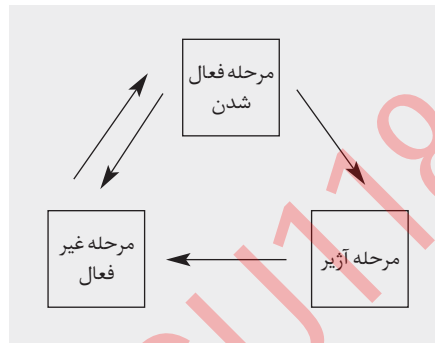 مرحله فعال
شدن
مرحله غیر
فعال
مرحله آژیر